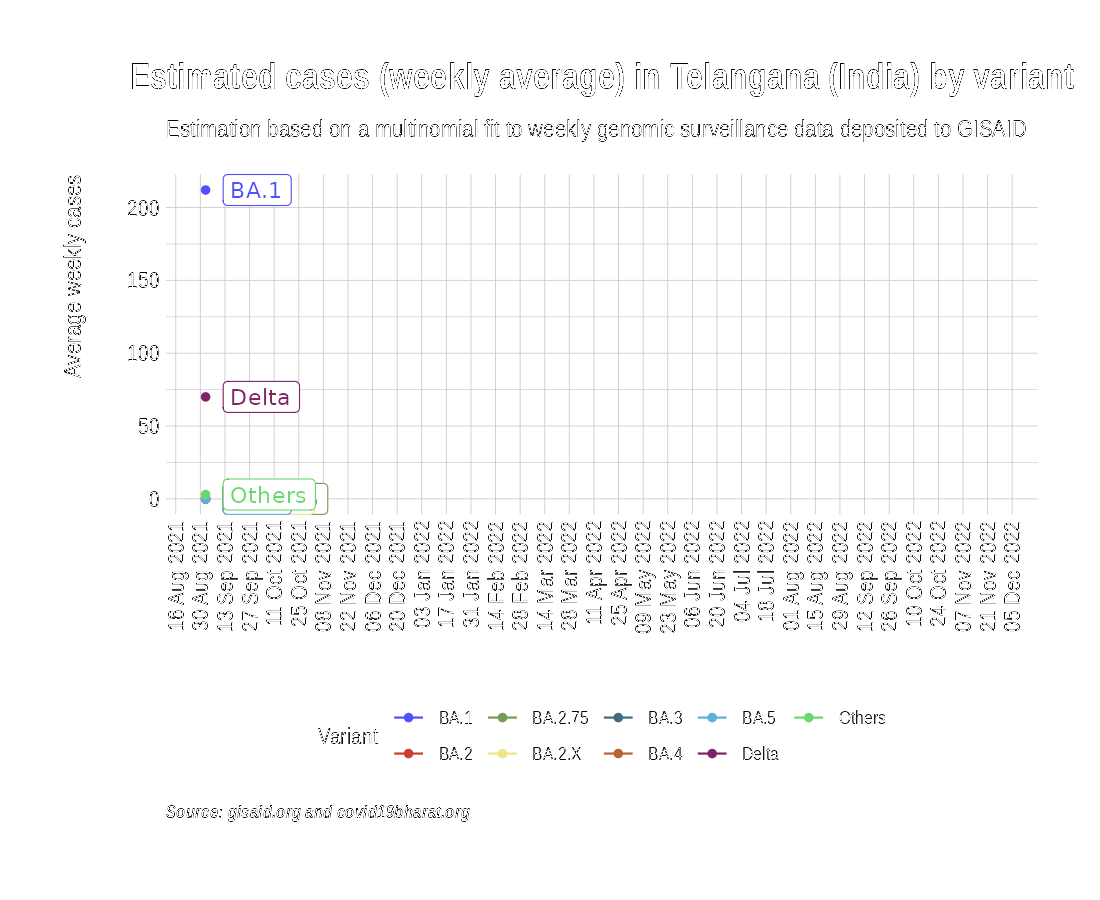 Estimated cases (weekly average) in Telangana (India) by variant
Estimation based on a multinomial fit to weekly genomic surveillance data deposited to GISAID
Average weekly cases
200
150
100
50
0
BA.1
Delta
Others
16 Aug 2021
30 Aug 2021
13 Sep 2021
27 Sep 2021
11 Oct 2021
25 Oct 2021
08 Nov 2021
22 Nov 2021
06 Dec 2021
20 Dec 2021
03 Jan 2022
17 Jan 2022
31 Jan 2022
14 Feb 2022
28 Feb 2022
14 Mar 2022
28 Mar 2022
11 Apr 2022
25 Apr 2022
09 May 2022
23 May 2022
06 Jun 2022
20 Jun 2022
04 Jul 2022
18 Jul 2022
01 Aug 2022
15 Aug 2022
29 Aug 2022
12 Sep 2022
26 Sep 2022
10 Oct 2022
24 Oct 2022
07 Nov 2022
21 Nov 2022
05 Dec 2022
Variant
BA.1 BA.2.75 BA.3 BA.5 Others
BA.2 BA.2.X BA.4 Delta
Source: gisaid.org and covid19bharat.org